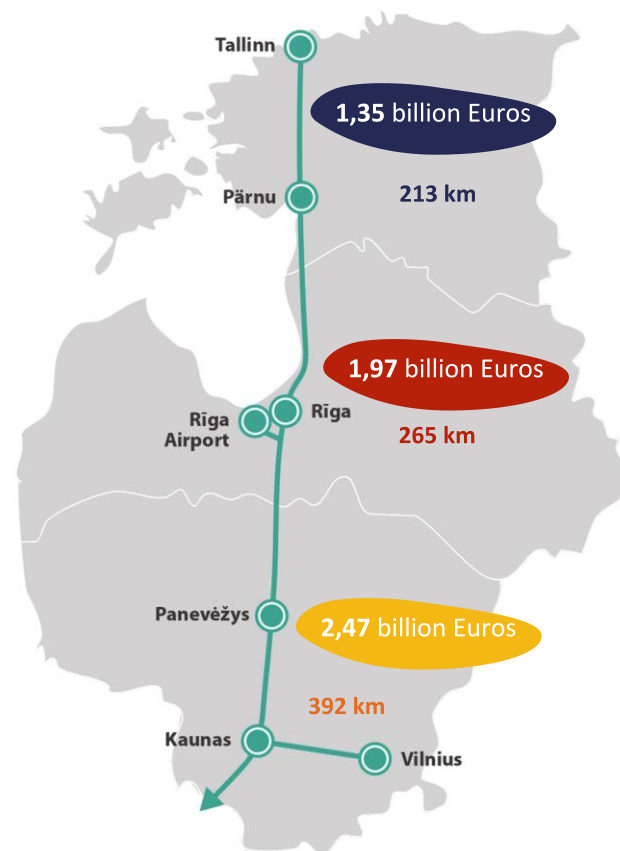 Tallinn
1,35 billion Euros
Pärnu
213 km
1,97 billion Euros
Rīga
Airport
Rīga
265 km
Panevėžys
2,47 billion Euros
392 km
Kaunas
Vilnius